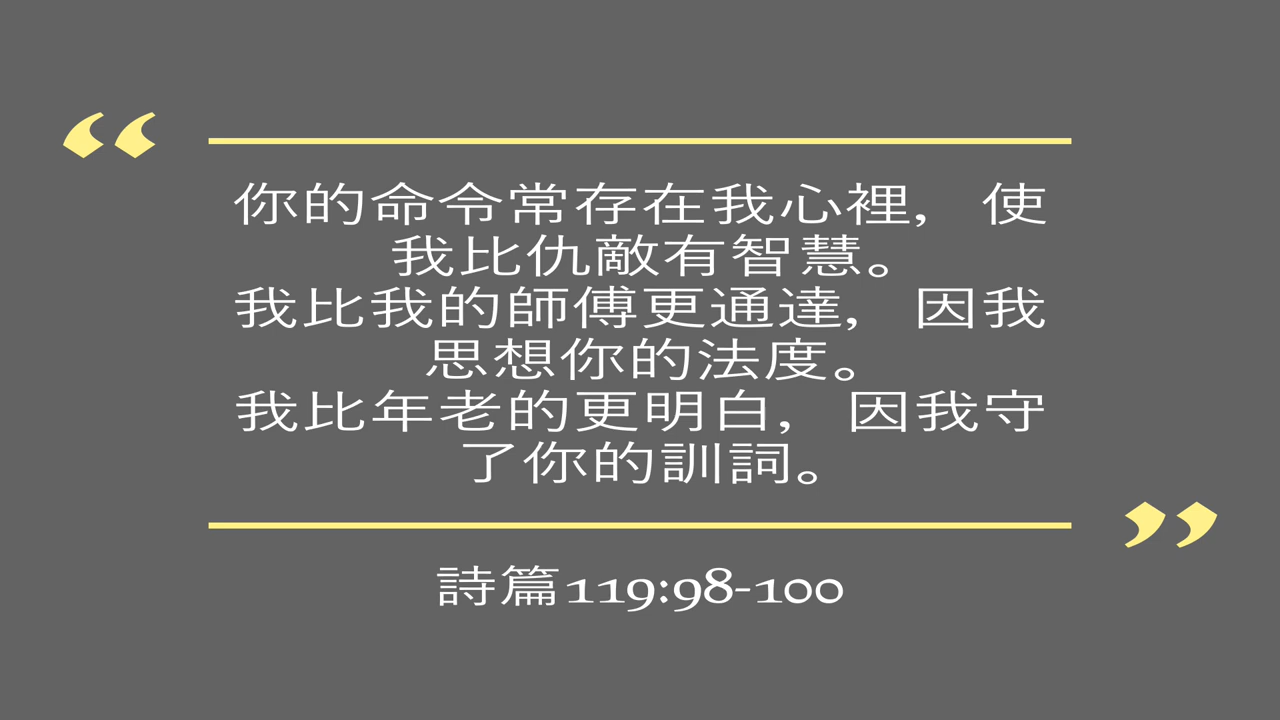 “
你的命令常存在我心裡，使
我比仇敵有智慧。
我比我的師傅更通達，因我
思想你的法度。
我比年老的更明白，因我守
了你的訓詞。
”
詩篇119:98-100